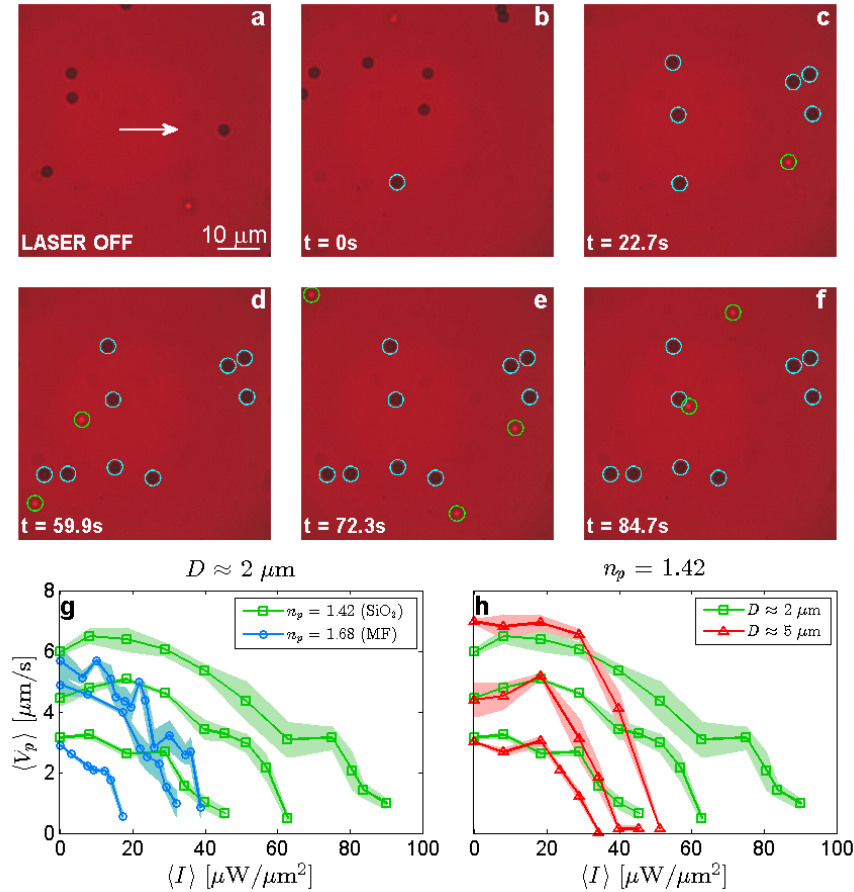 a
b
c
LASER OFF
10 μm
t = 0s
t = 22.7s
d
e
f
t = 59.9s
t = 72.3s
t = 84.7s
D ≈ 2 μm
n_p = 1.42
g
n_p = 1.42 (SiO₂)
n_p = 1.68 (MF)
h
D ≈ 2 μm
D ≈ 5 μm
8
6
4
2
0
⟨V_p⟩ [μm/s]
0 20 40 60 80 100
0 20 40 60 80 100
⟨I⟩ [μW/μm²]
⟨I⟩ [μW/μm²]